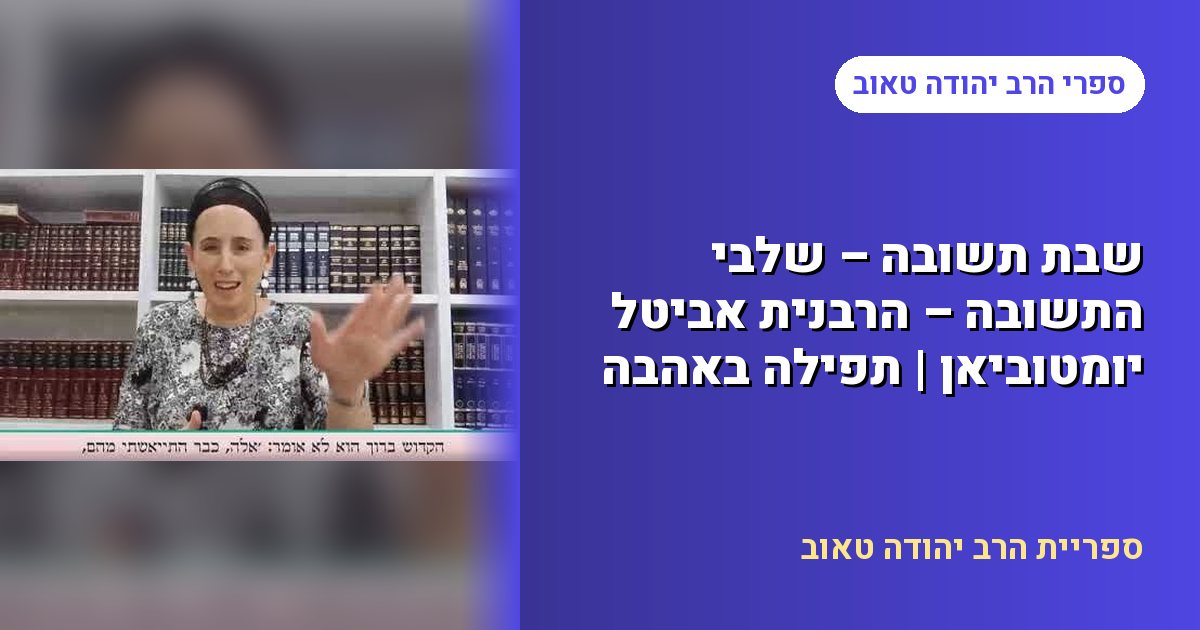 ספרי הרב יהודה טאוב
שבת תשובה – שלבי
התשובה – הרבנית אביטל
יומטוביאן | תפילה באהבה
הקדוש ברוך הוא לא אומר: 'אלה, כבר התייאשתי מהם,
ספריית הרב יהודה טאוב